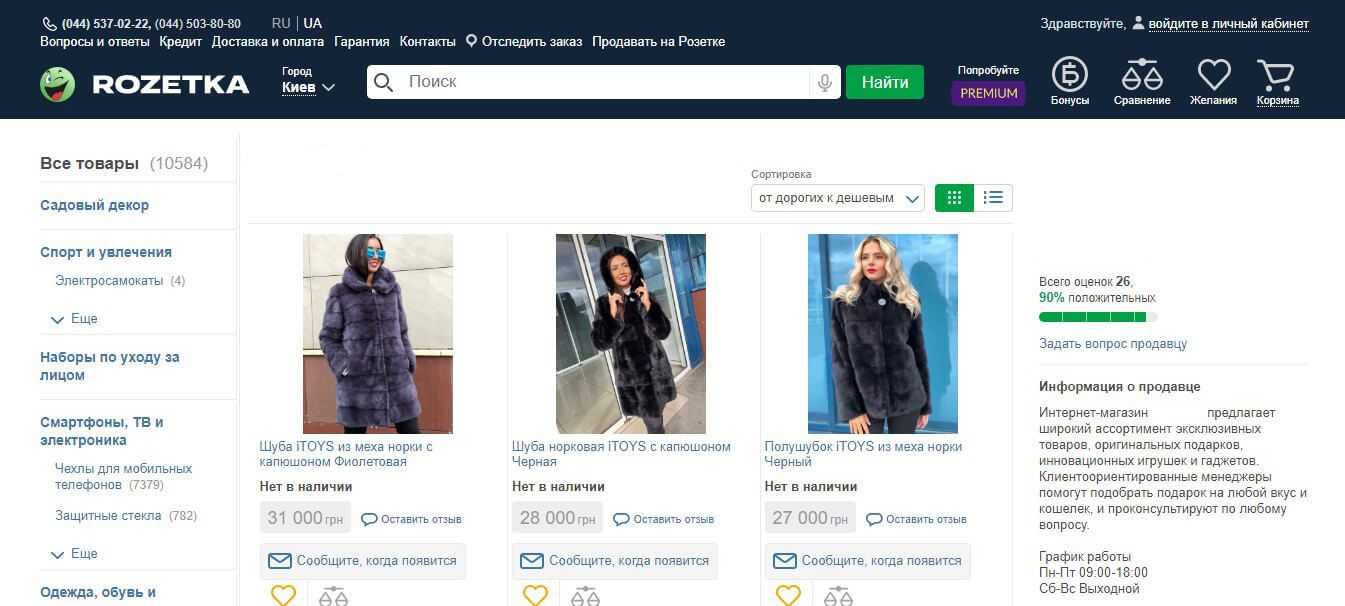 (044) 537-02-22, (044) 503-80-80 RU | UA
Здравствуйте, войдите в личный кабинет
Вопросы и ответы Кредит Доставка и оплата Гарантия Контакты Отследить заказ Продавать на Розетке
ROZETKA
Город
Киев
Поиск
Найти
Попробуйте
PREMIUM
Бонусы
Сравнение
Желания
Корзина
Все товары (10584)
Садовый декор
Спорт и увлечения
Электросамокаты (4)
Еще
Наборы по уходу за
лицом
Смартфоны, ТВ и
электроника
Чехлы для мобильных
телефонов (7379)
Защитные стекла (782)
Еще
Одежда, обувь и
Сортировка
от дорогих к дешевым
Шуба iTOYS из меха норки с
капюшоном Фиолетовая
Нет в наличии
31 000 грн
Оставить отзыв
Сообщите, когда появится
Шуба норковая iTOYS с капюшоном
Черная
Нет в наличии
28 000 грн
Оставить отзыв
Сообщите, когда появится
Полушубок iTOYS из меха норки
Черный
Нет в наличии
27 000 грн
Оставить отзыв
Сообщите, когда появится
Всего оценок 26,
90% положительных
Задать вопрос продавцу
Информация о продавце
Интернет-магазин предлагает
широкий ассортимент эксклюзивных
товаров, оригинальных подарков,
инновационных игрушек и гаджетов.
Клиентоориентированные менеджеры
помогут подобрать подарок на любой вкус и
кошелек, и проконсультируют по любому
вопросу.
График работы
Пн-Пт 09:00-18:00
Сб-Вс Выходной